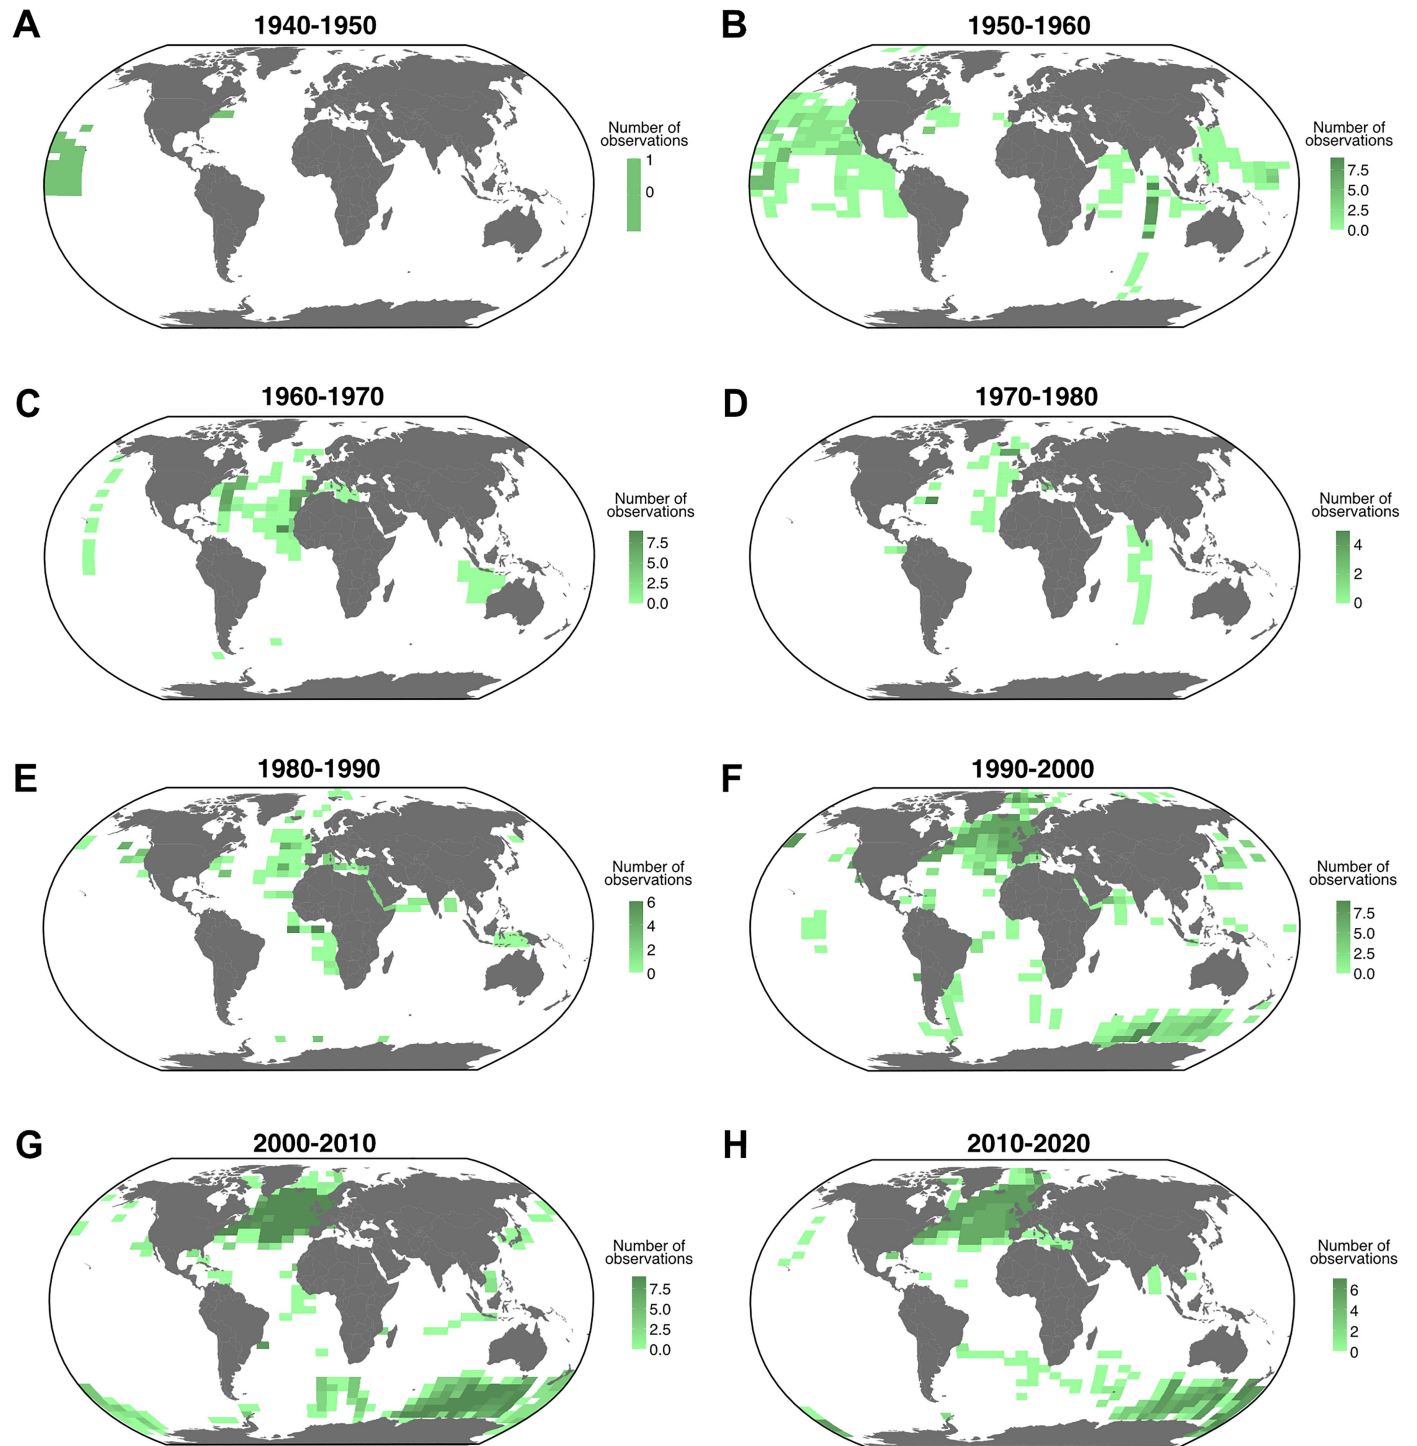 A
1940-1950
Number of
observations
1
0
B
1950-1960
Number of
observations
7.5
5.0
2.5
0.0
C
1960-1970
Number of
observations
7.5
5.0
2.5
0.0
D
1970-1980
Number of
observations
4
2
0
E
1980-1990
Number of
observations
6
4
2
0
F
1990-2000
Number of
observations
7.5
5.0
2.5
0.0
G
2000-2010
Number of
observations
7.5
5.0
2.5
0.0
H
2010-2020
Number of
observations
6
4
2
0